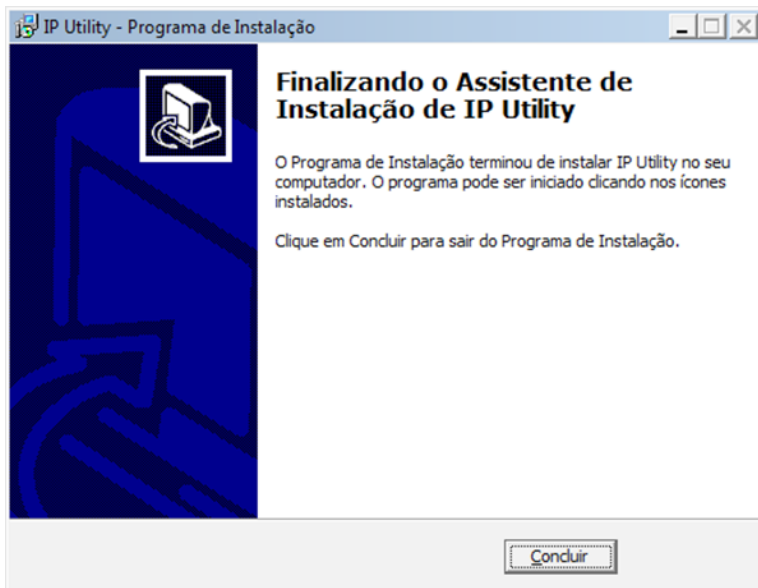 IP Utility - Programa de Instalação
Finalizando o Assistente de
Instalação de IP Utility
O Programa de Instalação terminou de instalar IP Utility no seu
computador. O programa pode ser iniciado clicando nos ícones
instalados.
Clique em Concluir para sair do Programa de Instalação.
Concluir